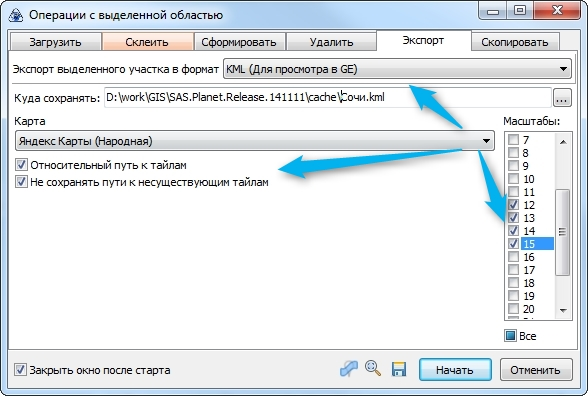 Операции с выделенной областью
Загрузить Склеить Сформировать Удалить Экспорт Скопировать
Экспорт выделенного участка в формат KML (Для просмотра в GE)
Куда сохранять: D:\work\GIS\SAS.Planet.Release.141111\cache\Сочи.kml ...
Карта
Масштабы:
Яндекс Карты (Народная)
Относительный путь к тайлам
Не сохранять пути к несуществующим тайлам
7
8
9
10
11
12
13
14
15
16
17
18
19
20
Все
Закрыть окно после старта
Начать Отменить